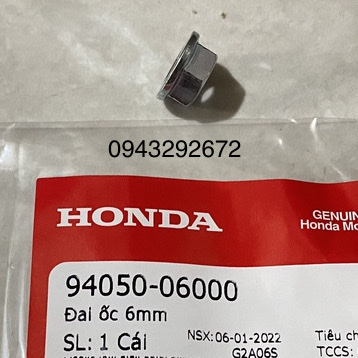 0943292672
HONDA
GENUIN
Honda Mo
94050-06000
Đai ốc 6mm
SL: 1 Cái
NSX: 06-01-2022
G2A06S
Tiêu ch
TCCS: